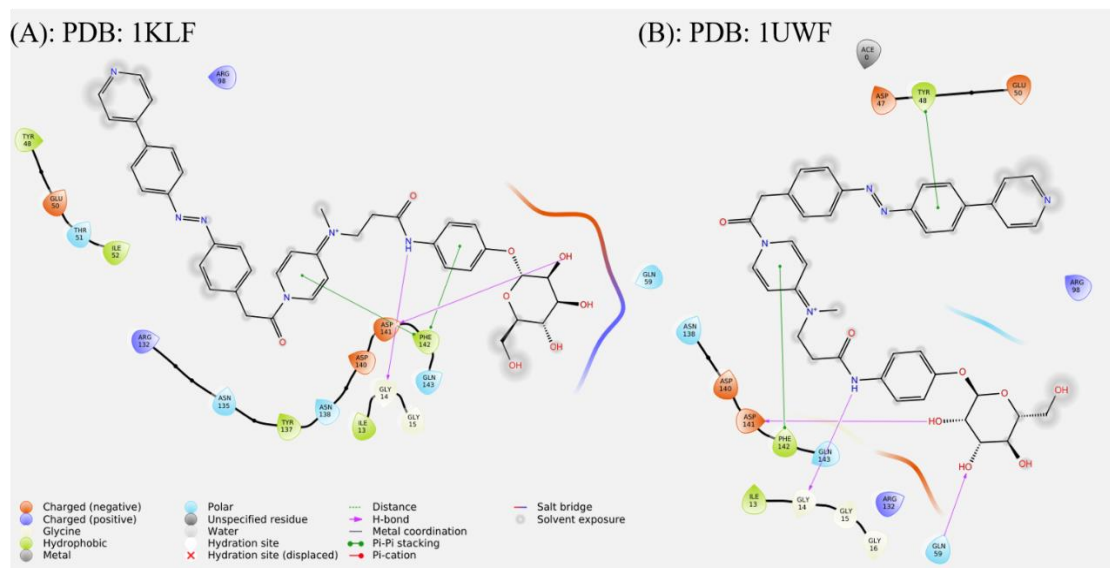 (A): PDB: 1KLF
(B): PDB: 1UWF
N
ARG
98
TYR
48
GLU
50
THR
51
ILE
52
N
N
N
O
N+
O
NH
O
O
OH
OH
OH
OH
ARG
132
ASN
135
TYR
137
ASN
138
ASP
140
ASP
141
PHE
142
GLN
143
GLY
14
GLY
15
ILE
13
ACE
0
ASP
47
TYR
48
GLU
50
N
N
N
O
N
N+
O
NH
O
O
OH
HO
HO
OH
GLN
59
ARG
98
ASN
138
ASP
140
ASP
141
PHE
142
GLN
143
ILE
13
GLY
14
GLY
15
GLY
16
ARG
132
GLN
59
Charged (negative)
Charged (positive)
Glycine
Hydrophobic
Metal
Polar
Unspecified residue
Water
Hydration site
Hydration site (displaced)
Distance
H-bond
Metal coordination
Pi-Pi stacking
Pi-cation
Salt bridge
Solvent exposure